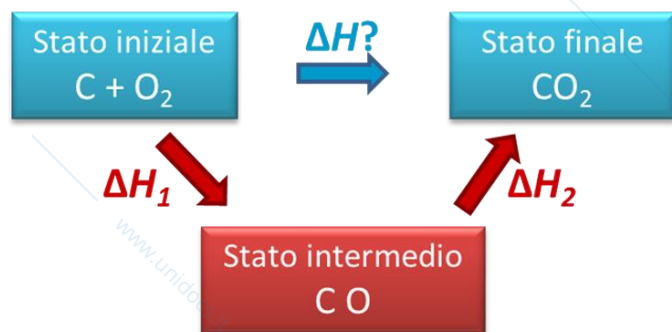 Stato iniziale
C + O₂
ΔH?
Stato finale
CO₂
ΔH₁
ΔH₂
Stato intermedio
C O